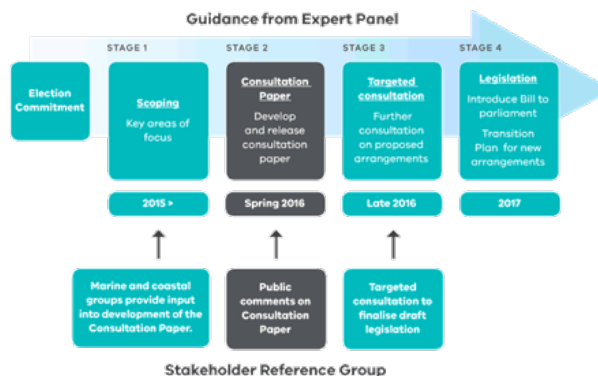 Guidance from Expert Panel
STAGE 1
STAGE 2
STAGE 3
STAGE 4
Election
Commitment
Scoping
Key areas of
focus
Consultation
Paper
Develop
and release
consultation
paper
Targeted
consultation
Further
consultation
on proposed
arrangements
Legislation
Introduce Bill to
parliament
Transition
Plan for new
arrangements
2015 >
Spring 2016
Late 2016
2017
Marine and coastal
groups provide input
into development of the
Consultation Paper.
Public
comments on
Consultation
Paper
Targeted
consultation to
finalise draft
legislation
Stakeholder Reference Group